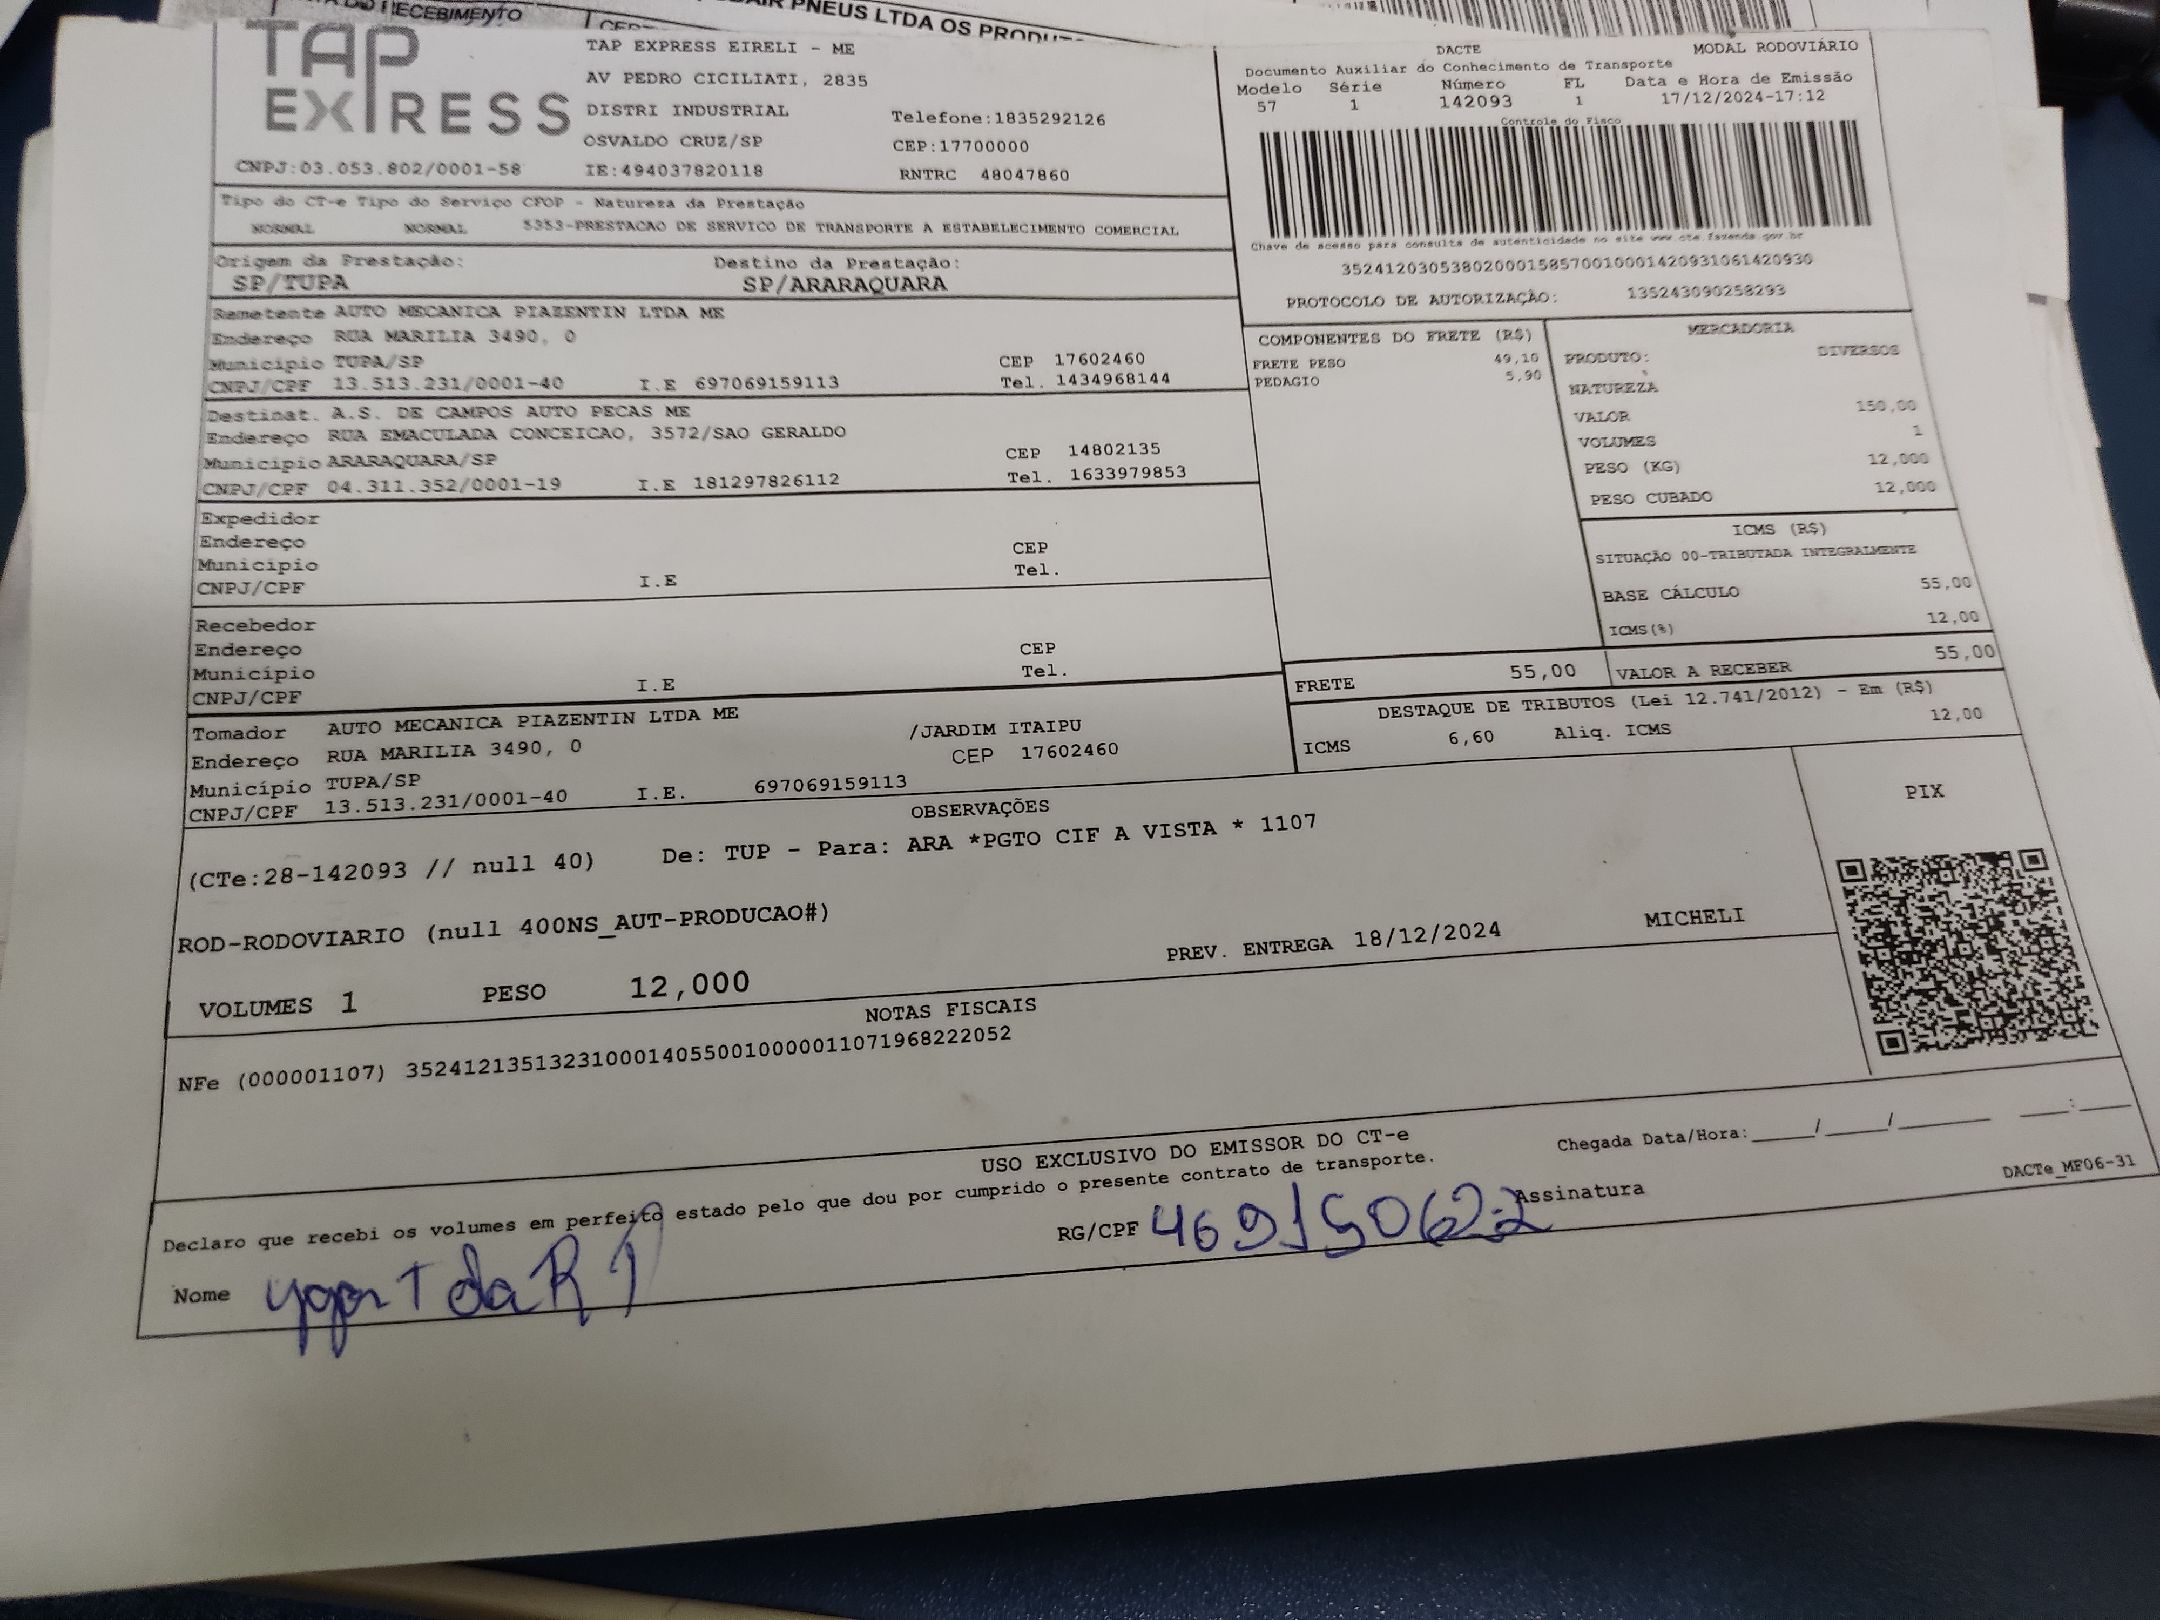 RECEBIMENTO
PNEUS LTDA OS PRODUT
TAP EXPRESS
TAP EXPRESS EIRELI - ME
AV PEDRO CICILIATI, 2835
DISTRI INDUSTRIAL
Telefone:1835292126
OSVALDO CRUZ/SP
CEP:17700000
CNPJ:03.053.802/0001-58
IE:494037820118
RNTRC 48047860
DACTE
MODAL RODOVIÁRIO
Documento Auxiliar do Conhecimento de Transporte
Modelo Série Número FL Data e Hora de Emissão
57 1 142093 1 17/12/2024-17:12
Controle do Fisco
Chave de acesso para consulta de autenticidade no site www.cte.fazenda.gov.br
35241203053802000158570010001420931061420930
PROTOCOLO DE AUTORIZAÇÃO: 135243090258293
Tipo do CT-e Tipo do Serviço CFOP - Natureza da Prestação
NORMAL NORMAL 5353-PRESTACAO DE SERVICO DE TRANSPORTE A ESTABELECIMENTO COMERCIAL
Origem da Prestação: Destino da Prestação:
SP/TUPA SP/ARARAQUARA
Remetente AUTO MECANICA PIAZENTIN LTDA ME
Endereço RUA MARILIA 3490, 0
Município TUPA/SP CEP 17602460
CNPJ/CPF 13.513.231/0001-40 I.E 697069159113 Tel. 1434968144
Destinat. A.S. DE CAMPOS AUTO PECAS ME
Endereço RUA EMACULADA CONCEICAO, 3572/SAO GERALDO
Município ARARAQUARA/SP CEP 14802135
CNPJ/CPF 04.311.352/0001-19 I.E 181297826112 Tel. 1633979853
Expedidor
Endereço
Município CEP
CNPJ/CPF I.E Tel.
Recebedor
Endereço
Município CEP
CNPJ/CPF I.E Tel.
COMPONENTES DO FRETE (R$)
FRETE PESO 49,10
PEDAGIO 5,90
MERCADORIA
PRODUTO: DIVERSOS
NATUREZA
VALOR 150,00
VOLUMES 1
PESO (KG) 12,000
PESO CUBADO 12,000
ICMS (R$)
SITUAÇÃO 00-TRIBUTADA INTEGRALMENTE
BASE CÁLCULO 55,00
ICMS(%) 12,00
FRETE 55,00 VALOR A RECEBER 55,00
DESTAQUE DE TRIBUTOS (Lei 12.741/2012) - Em (R$)
ICMS 6,60 Aliq. ICMS 12,00
Tomador AUTO MECANICA PIAZENTIN LTDA ME
Endereço RUA MARILIA 3490, 0 /JARDIM ITAIPU
Município TUPA/SP CEP 17602460
CNPJ/CPF 13.513.231/0001-40 I.E. 697069159113
OBSERVAÇÕES
(CTe:28-142093 // null 40) De: TUP - Para: ARA *PGTO CIF A VISTA * 1107
ROD-RODOVIARIO (null 400NS_AUT-PRODUCAO#)
PREV. ENTREGA 18/12/2024 MICHELI
PIX
VOLUMES 1 PESO 12,000
NOTAS FISCAIS
NFe (000001107) 35241213513231000140550010000011071968222052
USO EXCLUSIVO DO EMISSOR DO CT-e
Chegada Data/Hora:_____/_____/_______ ___:____
Declaro que recebi os volumes em perfeito estado pelo que dou por cumprido o presente contrato de transporte.
DACTe_MF06-31
Nome
RG/CPF 469150622 Assinatura